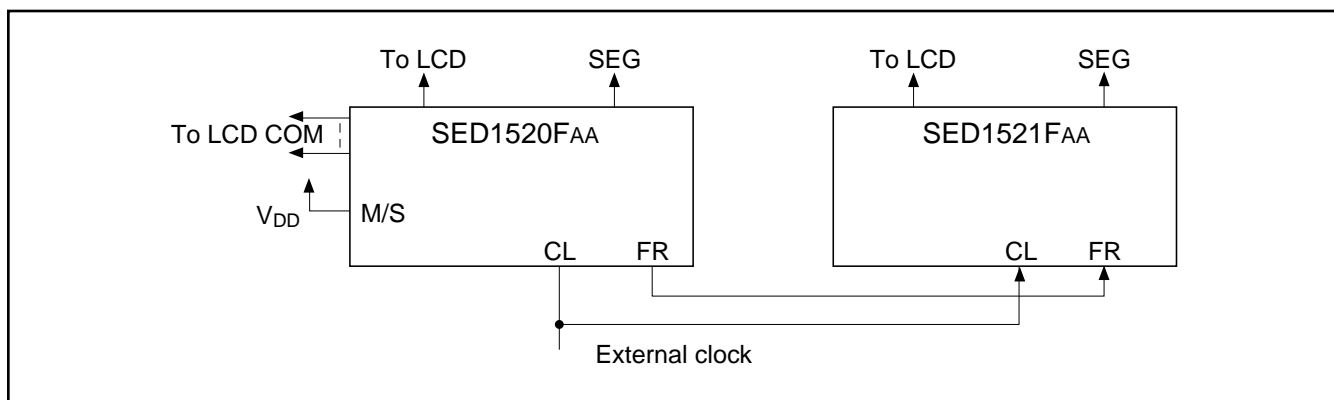 To LCD
SEG
To LCD
SEG
To LCD COM
SED1520FAA
SED1521FAA
VDD
M/S
CL
FR
CL
FR
External clock